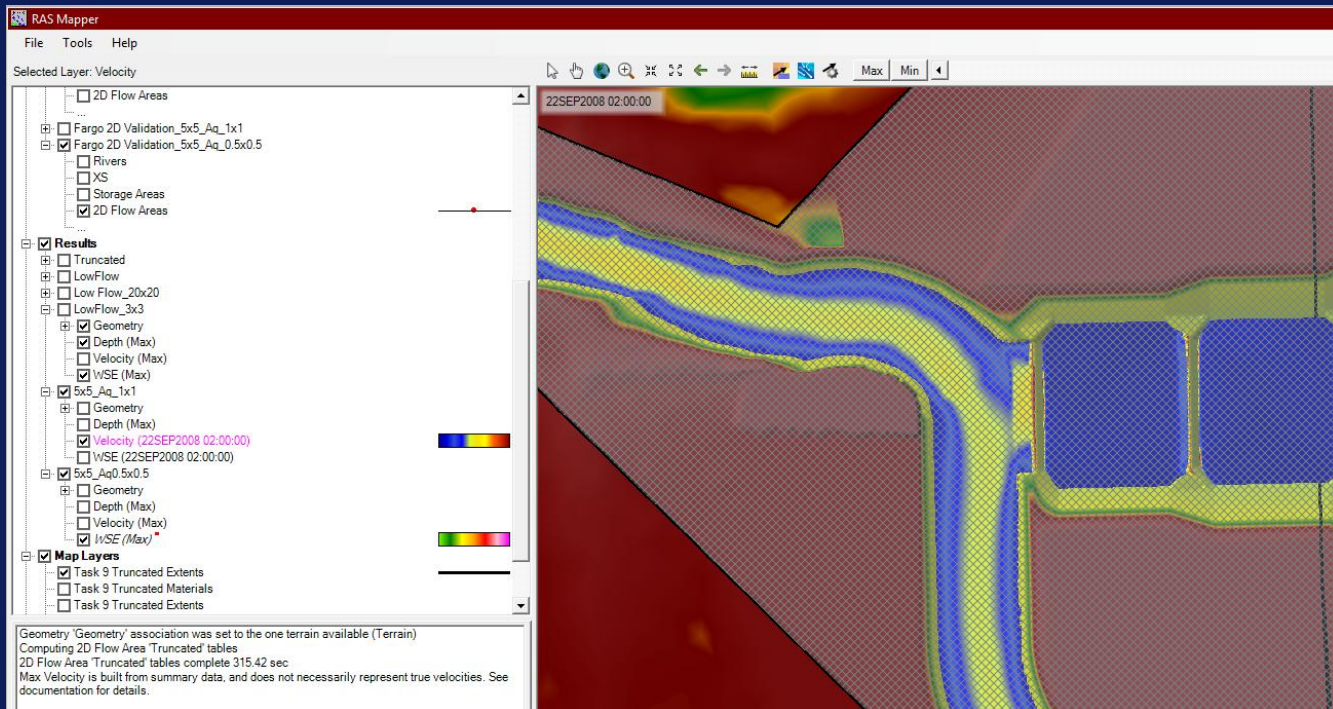 RAS Mapper
File Tools Help
Selected Layer: Velocity
Max Min
2D Flow Areas
...
Fargo 2D Validation_5x5_Aq_1x1
Fargo 2D Validation_5x5_Aq_0.5x0.5
Rivers
XS
Storage Areas
2D Flow Areas
...
Results
Truncated
LowFlow
Low Flow_20x20
LowFlow_3x3
Geometry
Depth (Max)
Velocity (Max)
WSE (Max)
5x5_Aq_1x1
Geometry
Depth (Max)
Velocity (22SEP2008 02:00:00)
WSE (22SEP2008 02:00:00)
5x5_Aq0.5x0.5
Geometry
Depth (Max)
Velocity (Max)
WSE (Max)
Map Layers
Task 9 Truncated Extents
Task 9 Truncated Materials
Task 9 Truncated Extents
Geometry 'Geometry' association was set to the one terrain available (Terrain)
Computing 2D Flow Area 'Truncated' tables
2D Flow Area 'Truncated' tables complete 315.42 sec
Max Velocity is built from summary data, and does not necessarily represent true velocities. See
documentation for details.
22SEP2008 02:00:00